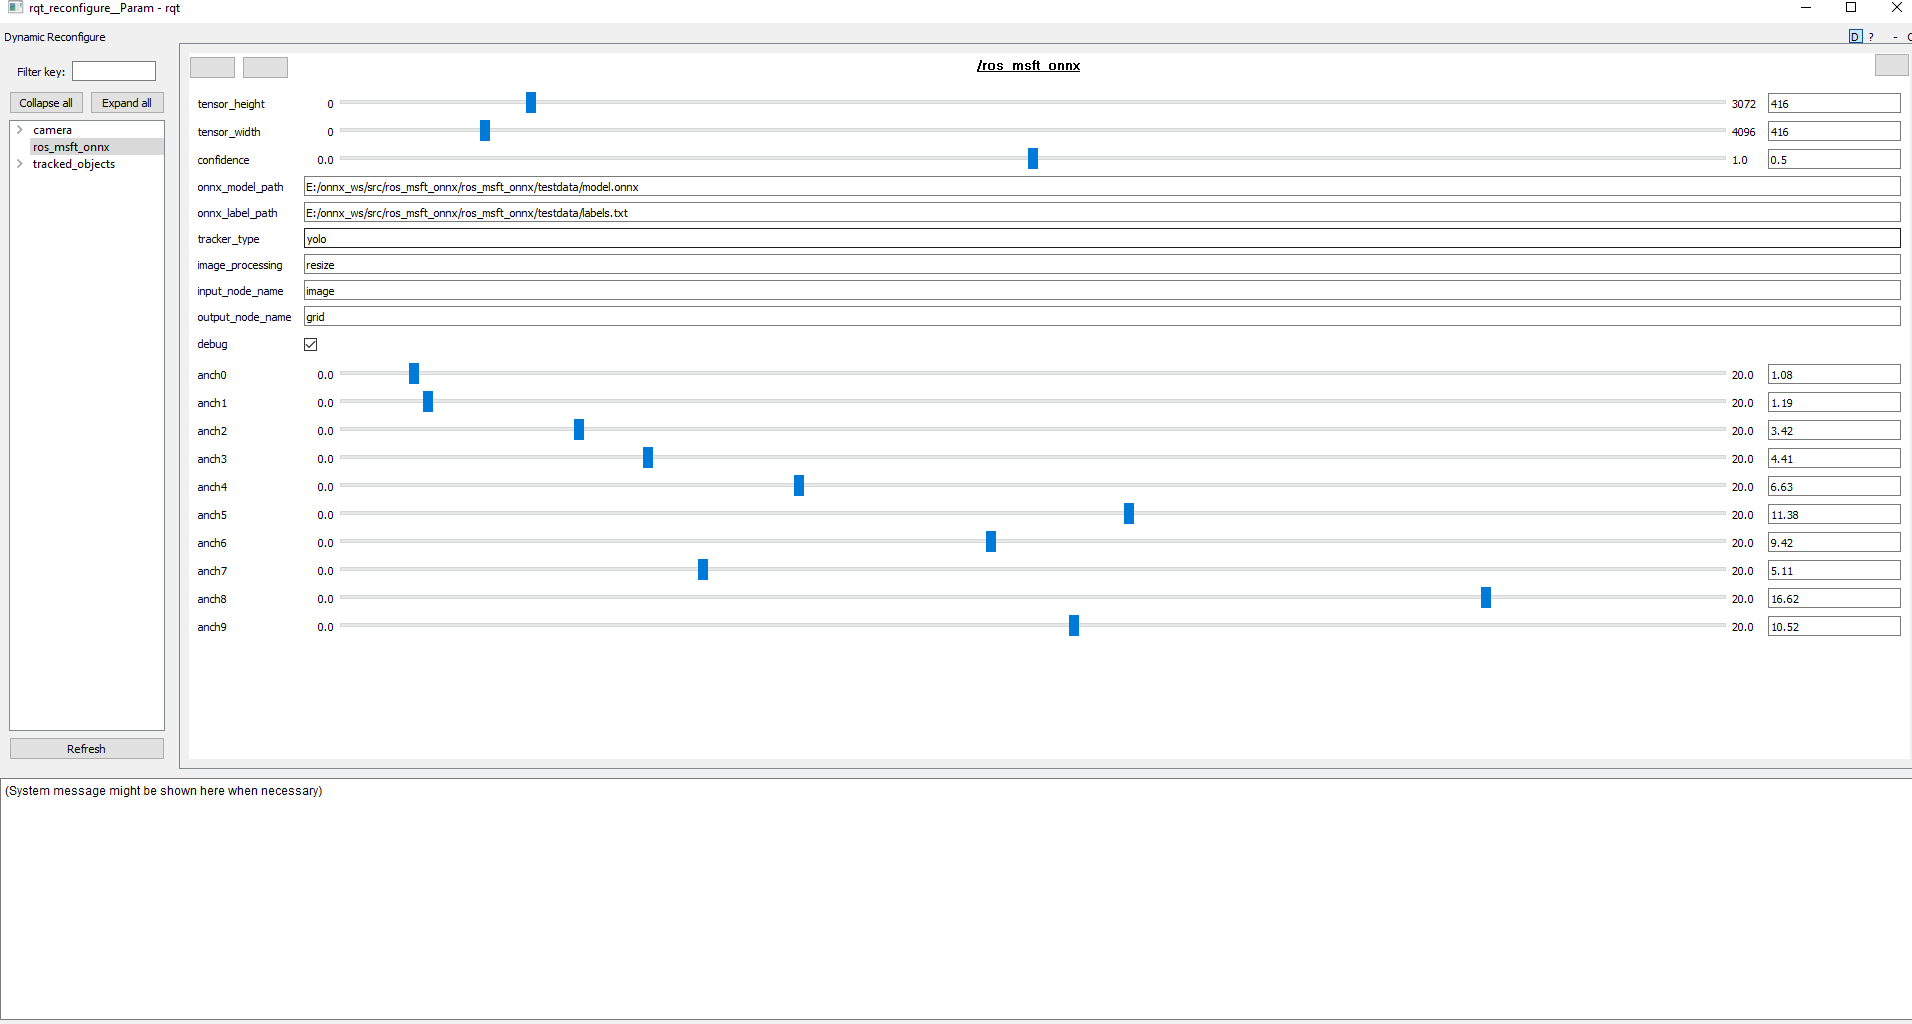 rqt_reconfigure__Param - rqt
Dynamic Reconfigure
D ? -
Filter key:
Collapse all Expand all
camera
ros_msft_onnx
tracked_objects
Refresh
/ros_msft_onnx
tensor_height 0 3072 416
tensor_width 0 4096 416
confidence 0.0 1.0 0.5
onnx_model_path E:/onnx_ws/src/ros_msft_onnx/ros_msft_onnx/testdata/model.onnx
onnx_label_path E:/onnx_ws/src/ros_msft_onnx/ros_msft_onnx/testdata/labels.txt
tracker_type yolo
image_processing resize
input_node_name image
output_node_name grid
debug
anch0 0.0 20.0 1.08
anch1 0.0 20.0 1.19
anch2 0.0 20.0 3.42
anch3 0.0 20.0 4.41
anch4 0.0 20.0 6.63
anch5 0.0 20.0 11.38
anch6 0.0 20.0 9.42
anch7 0.0 20.0 5.11
anch8 0.0 20.0 16.62
anch9 0.0 20.0 10.52
(System message might be shown here when necessary)